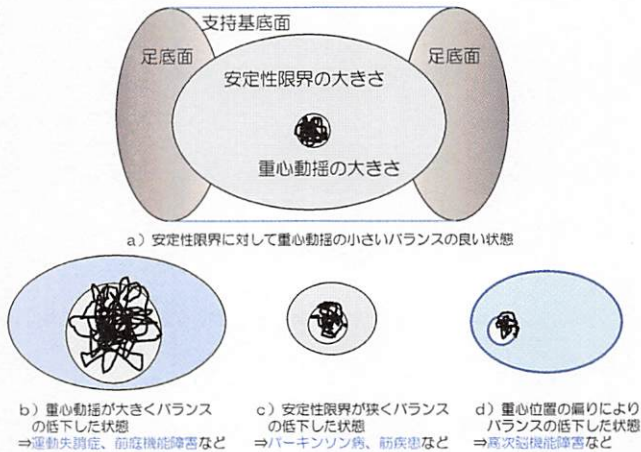 支持基底面
足底面
足底面
安定性限界の大きさ
重心動揺の大きさ
a）安定性限界に対して重心動揺の小さいバランスの良い状態
b）重心動揺が大きくバランス
の低下した状態
⇒運動失調症、前庭機能障害など
c）安定性限界が狭くバランス
の低下した状態
⇒パーキンソン病、筋疾患など
d）重心位置の偏りにより
バランスの低下した状態
⇒高次脳機能障害など